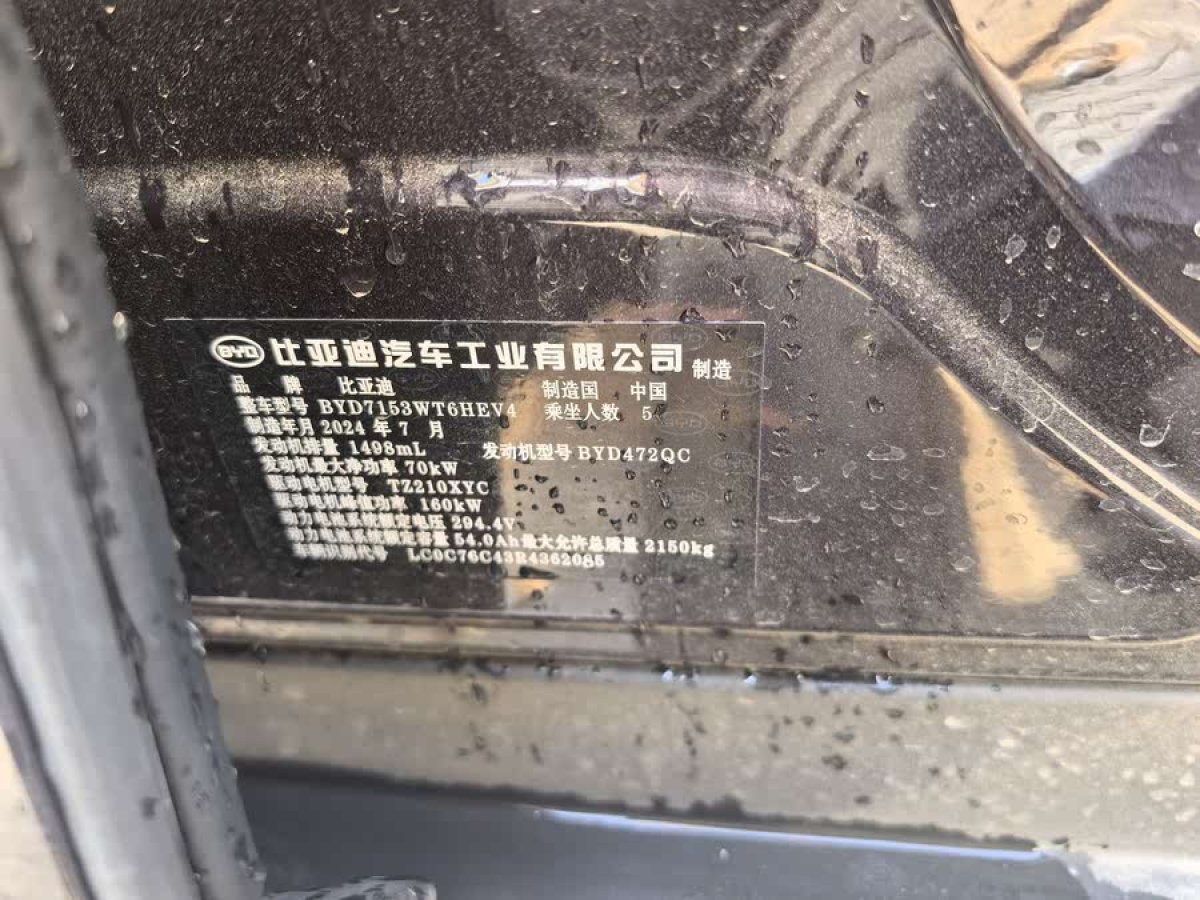 BYD 比亚迪汽车工业有限公司 制造
品 牌 比亚迪 制造国 中国
整车型号 BYD7153WT6HEV4 乘坐人数 5
制造年月 2024 年 7 月
发动机排量 1498mL 发动机型号 BYD472QC
发动机最大净功率 70kW
驱动电机型号 TZ210XYC
驱动电机峰值功率 160kW
动力电池系统额定电压 294.4V
动力电池系统额定容量 54.0Ah 最大允许总质量 2150kg
车辆识别代号 LC0C76C43R4362085